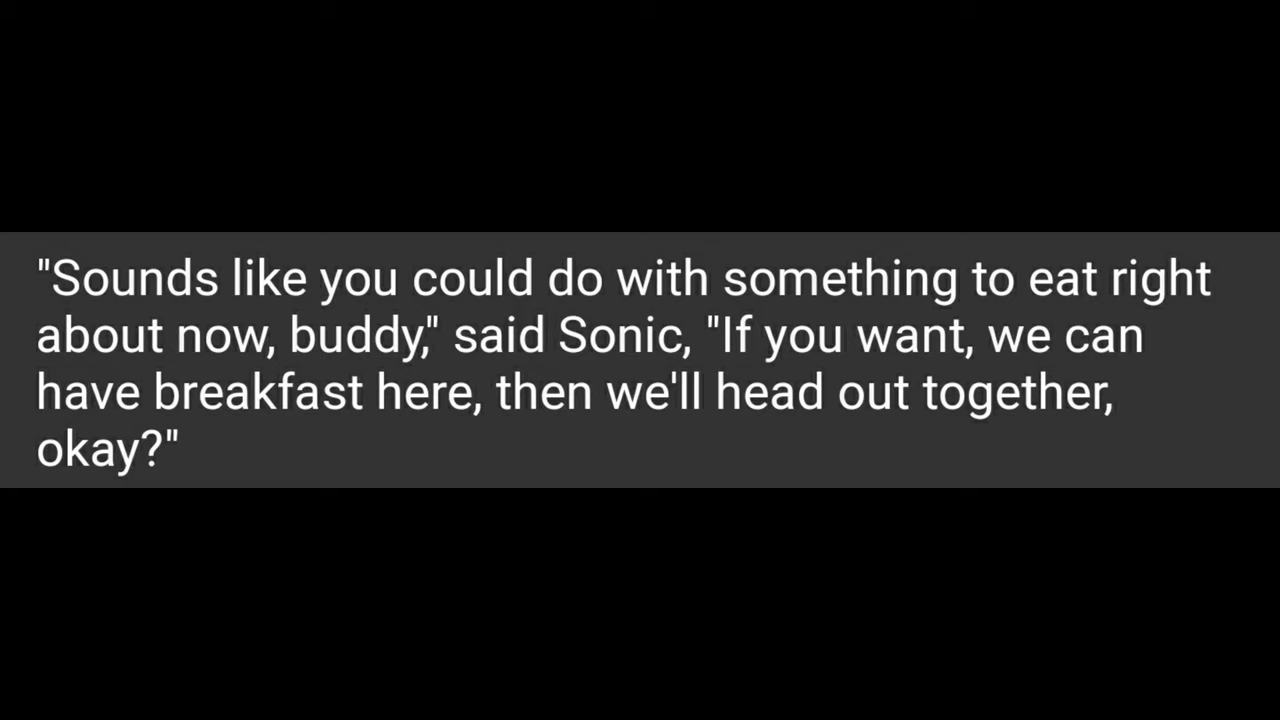 "Sounds like you could do with something to eat right
about now, buddy," said Sonic, "If you want, we can
have breakfast here, then we'll head out together,
okay?"